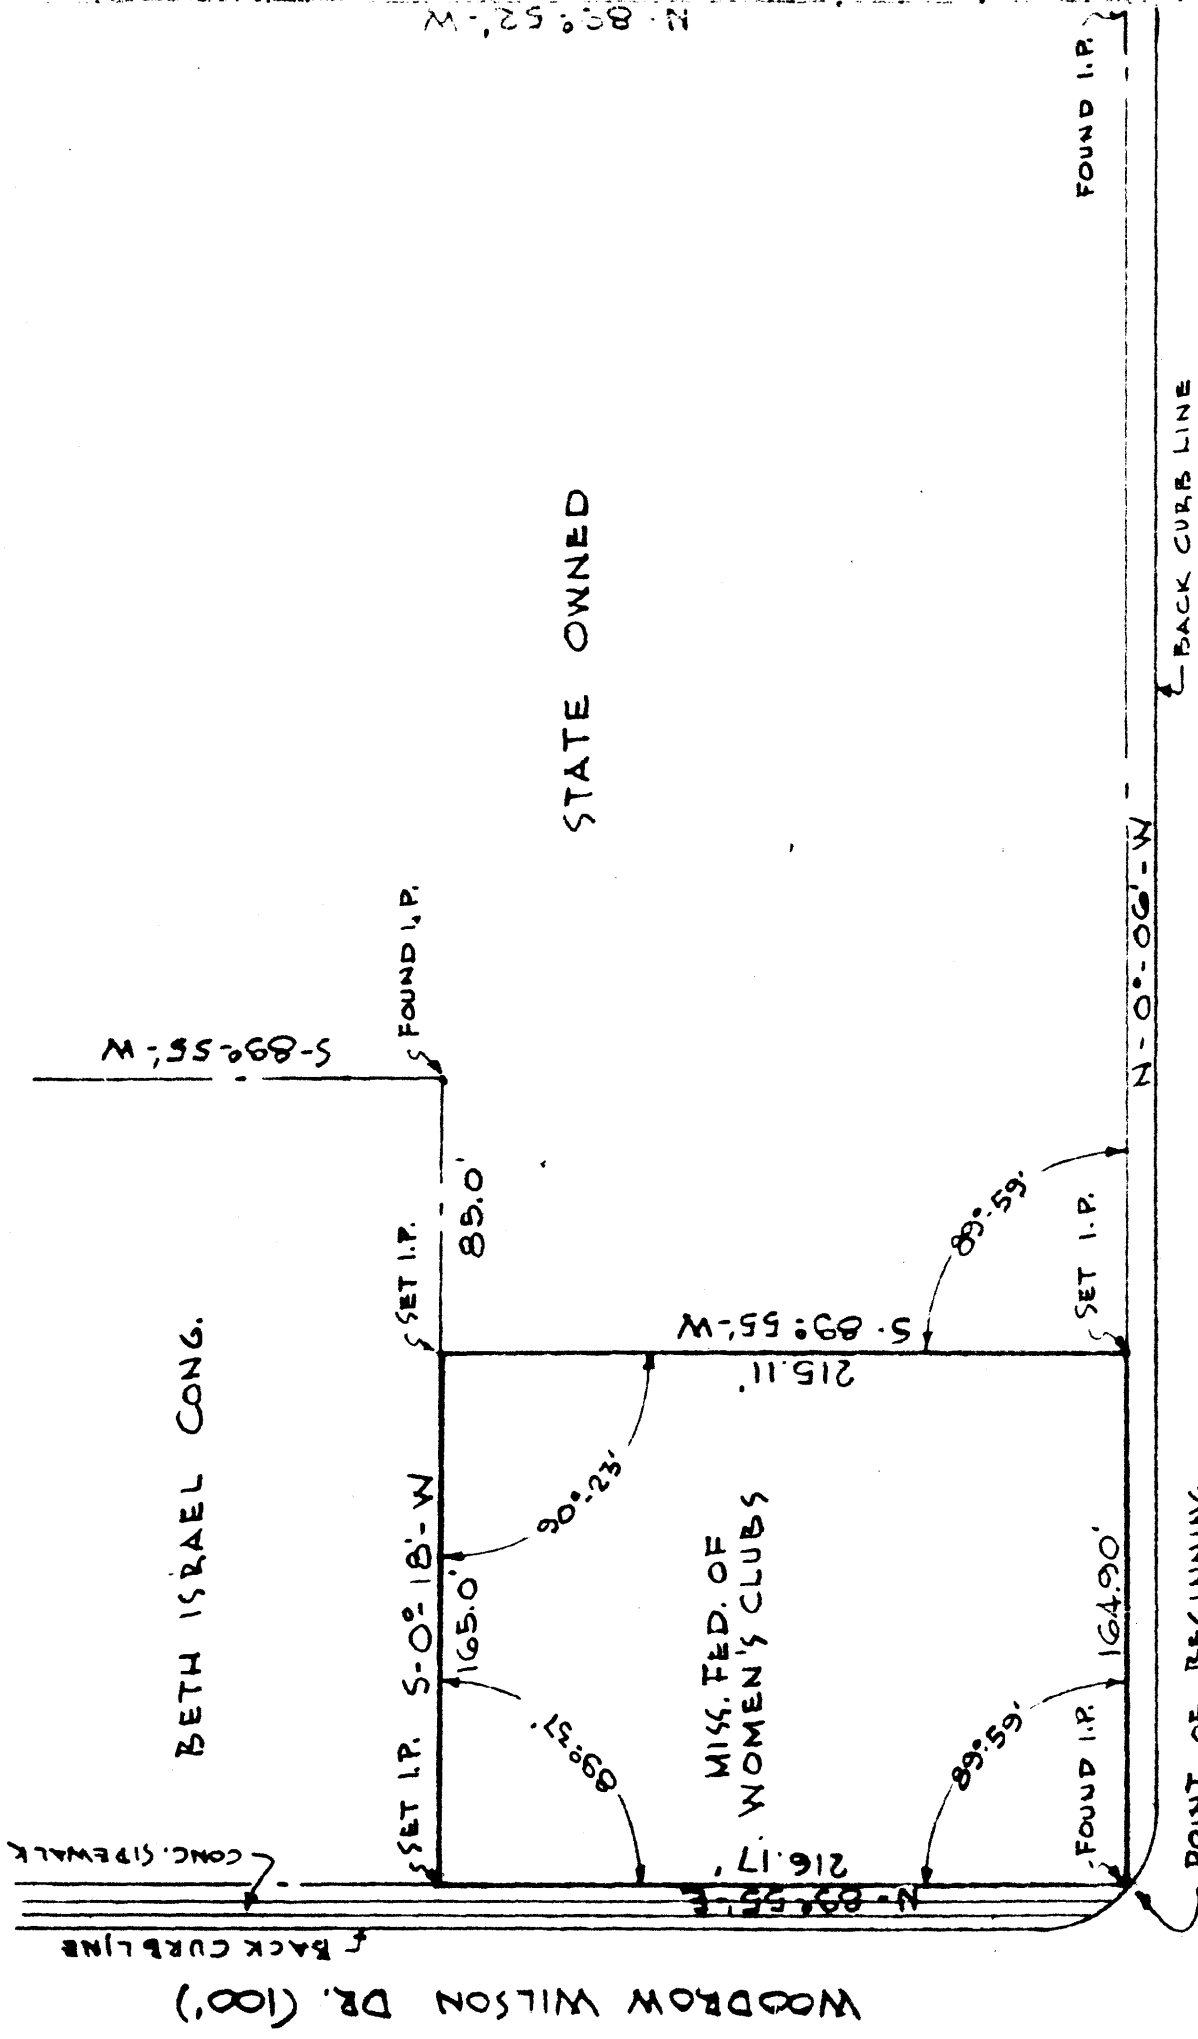 N-89°-52'-W
FOUND I.P.
STATE OWNED
BACK CURB LINE
FOUND I.P.
S-89°-55'-W
N-0°-06'-W
SET I.P.
85.0'
89°-59'
SET I.P.
S-89°-55'-W
215.11'
BETH ISRAEL CONG.
S-0°-18'-W
165.0'
90°-23'
MISS. FED. OF
WOMEN'S CLUBS
164.90'
SET I.P.
89°-37'
89°-59'
FOUND I.P.
216.17'
N-89°-55'-E
CONC. SIDEWALK
BACK CURB LINE
WOODROW WILSON DR. (100')
POINT OF BEGINNING